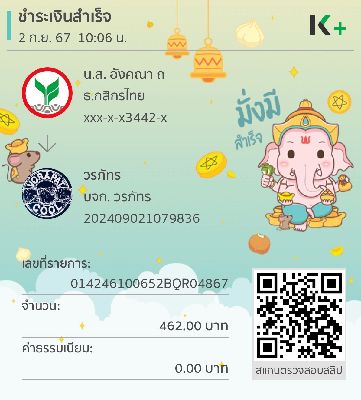 ชำระเงินสำเร็จ
2 ก.ย. 67 10:06 น.
K+
น.ส. อังคณา ถ
ธ.กสิกรไทย
xxx-x-x3442-x
มั่งมี
สำเร็จ
วรภัทร
บจก. วรภัทร
202409021079836
เลขที่รายการ:
014246100652BQR04867
จำนวน:
462.00 บาท
ค่าธรรมเนียม:
0.00 บาท
สแกนตรวจสอบสลิป